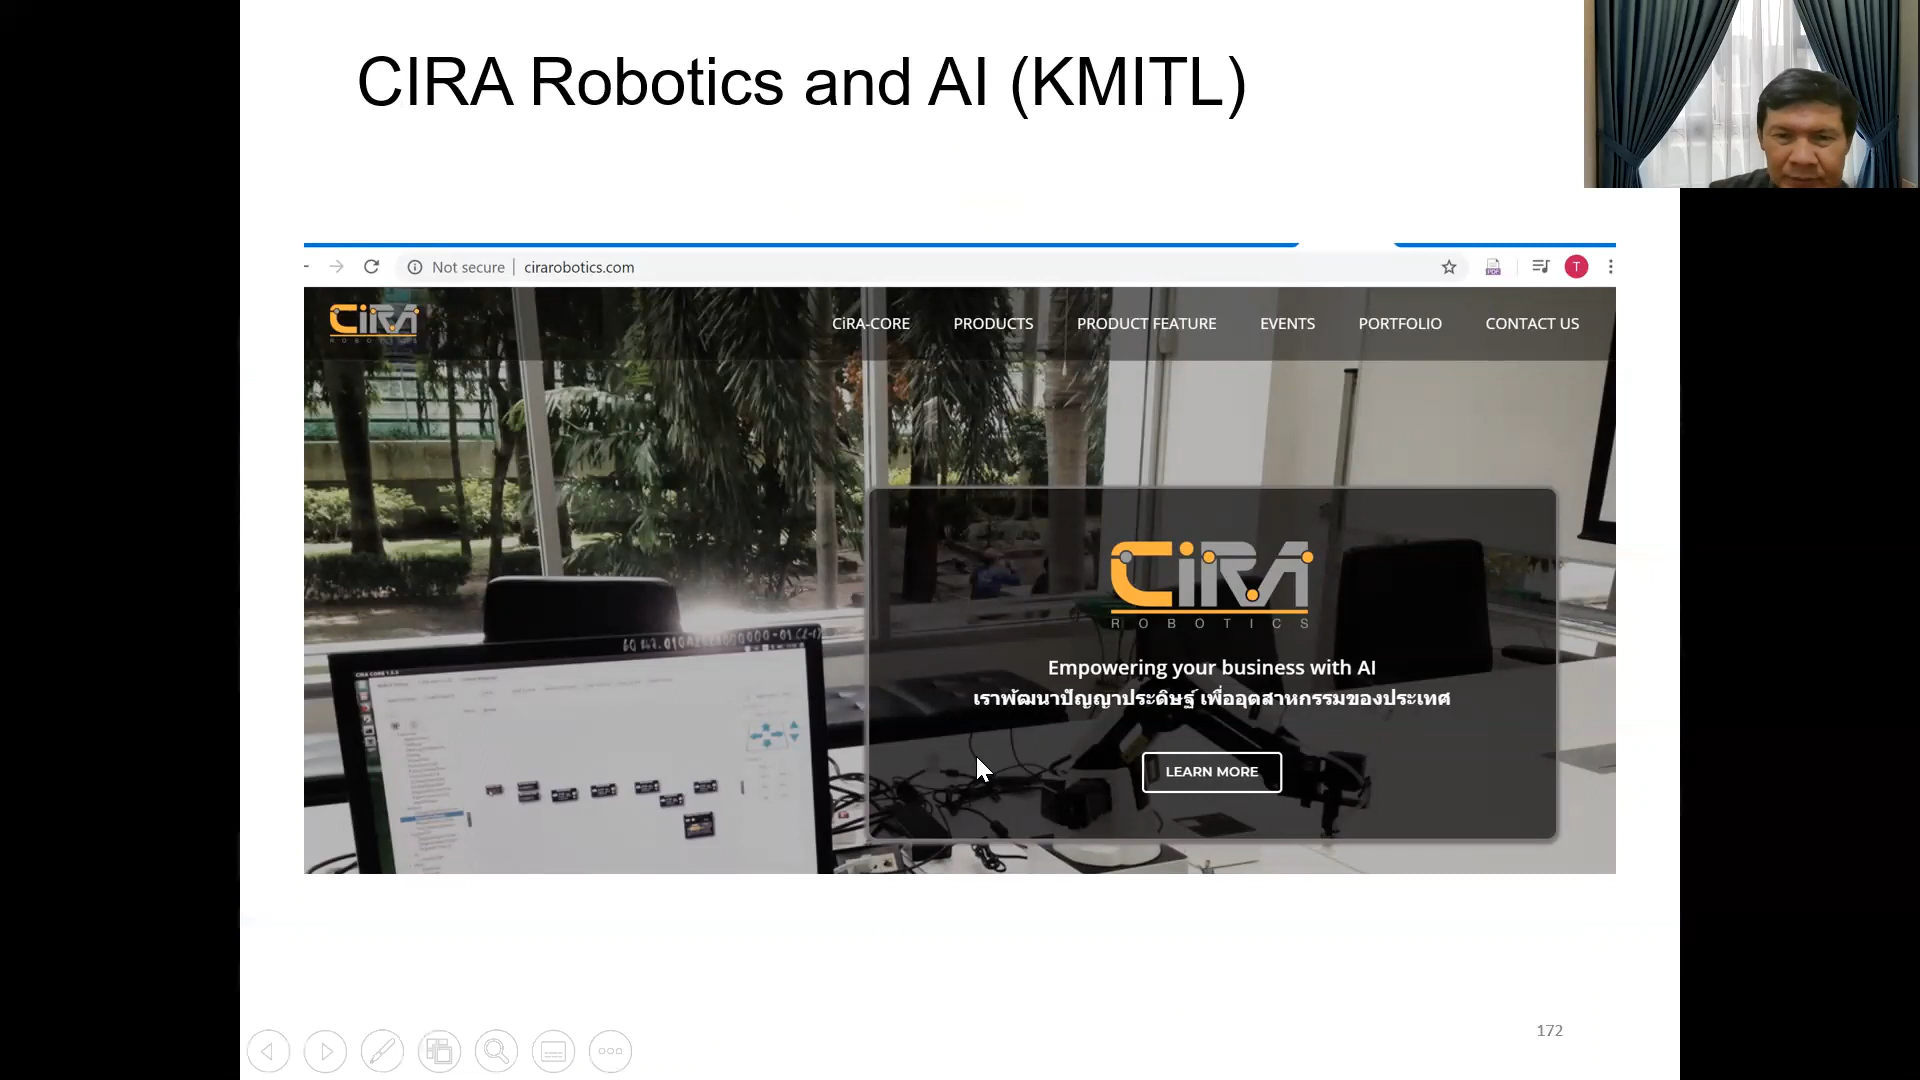 CIRA Robotics and AI (KMITL)
Not secure | cirarobotics.com
T
CiRA ROBOTICS
CiRA-CORE PRODUCTS PRODUCT FEATURE EVENTS PORTFOLIO CONTACT US
CiRA
ROBOTICS
Empowering your business with AI
เราพัฒนาปัญญาประดิษฐ์ เพื่ออุตสาหกรรมของประเทศ
LEARN MORE
172